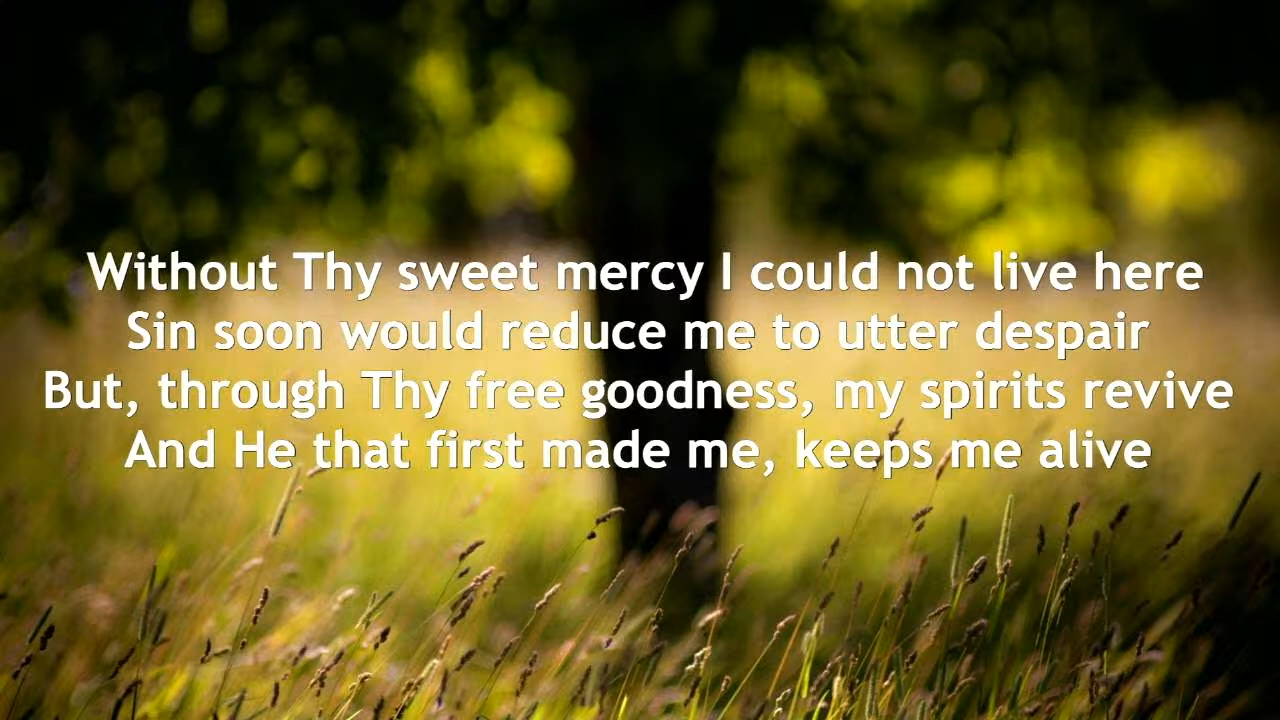 Without Thy sweet mercy I could not live here
Sin soon would reduce me to utter despair
But, through Thy free goodness, my spirits revive
And He that first made me, keeps me alive